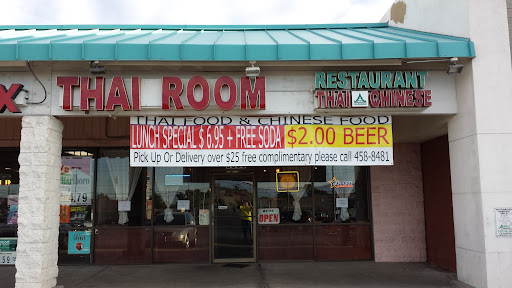 THAI ROOM
RESTAURANT
THAI CHINESE
THAI FOOD & CHINESE FOOD
LUNCH SPECIAL $ 6.95 + FREE SODA
$2.00 BEER
Pick Up Or Delivery over $25 free complimentary please call 458-8481
OPEN
x
.79